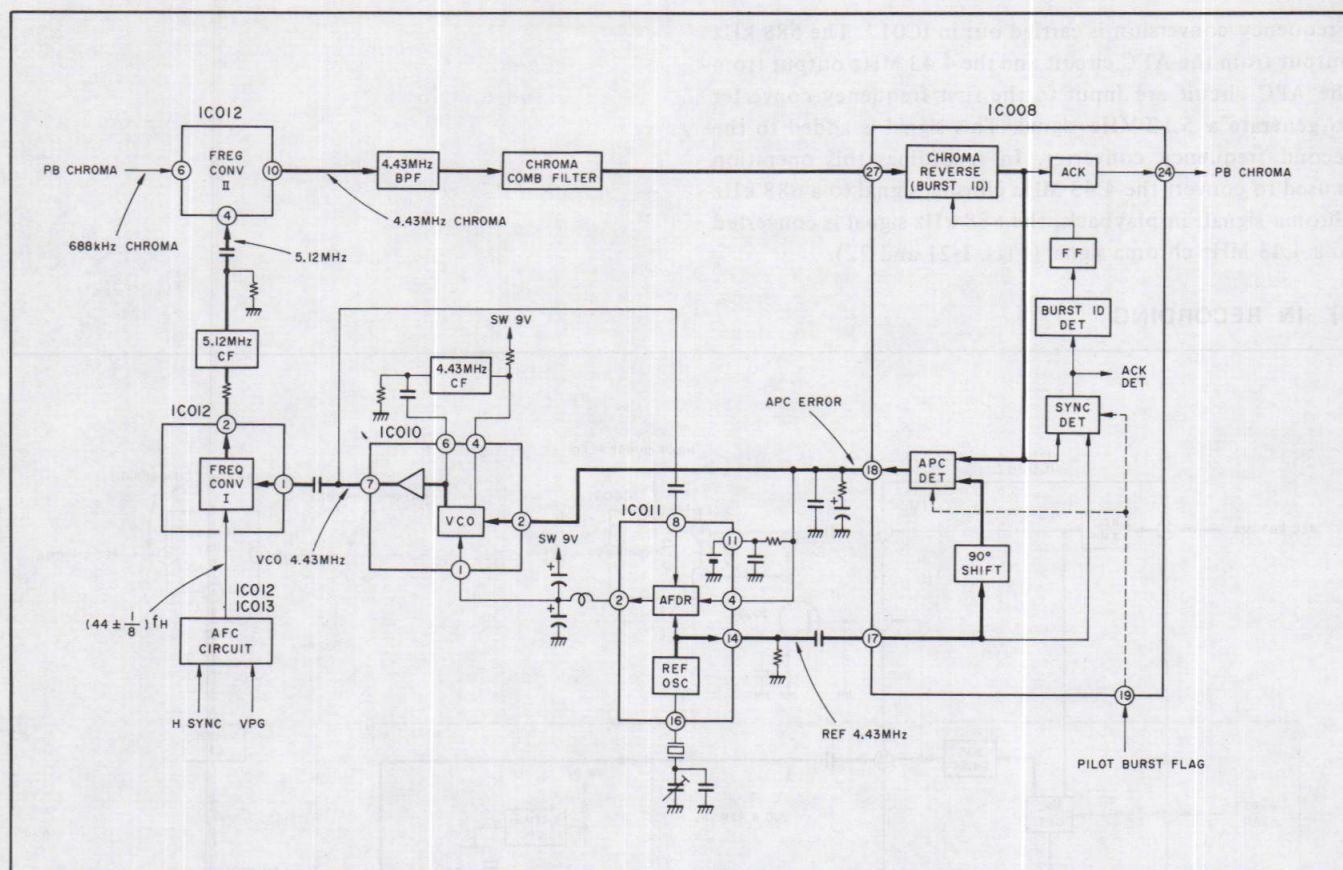 IC012
FREG
CONV
II
6
10
4
PB CHROMA
688kHz CHROMA
4.43MHz
BPF
4.43MHz CHROMA
CHROMA
COMB FILTER
IC008
27
CHROMA
REVERSE
(BURST ID)
ACK
24
PB CHROMA
5.12MHz
FF
BURST ID
DET
ACK
DET
SYNC
DET
SW 9V
4.43MHz
CF
5.12MHz
CF
IC012
2
FREQ
CONV
I
1
IC010
6
4
7
VCO
2
1
VCO 4.43MHz
APC ERROR
18
APC
DET
90°
SHIFT
IC011
8
11
SW 9V
2
AFDR
4
14
REF
OSC
16
17
19
REF 4.43MHz
PILOT BURST FLAG
(44 ± 1/8) fH
IC012
IC013
AFC
CIRCUIT
H SYNC VPG